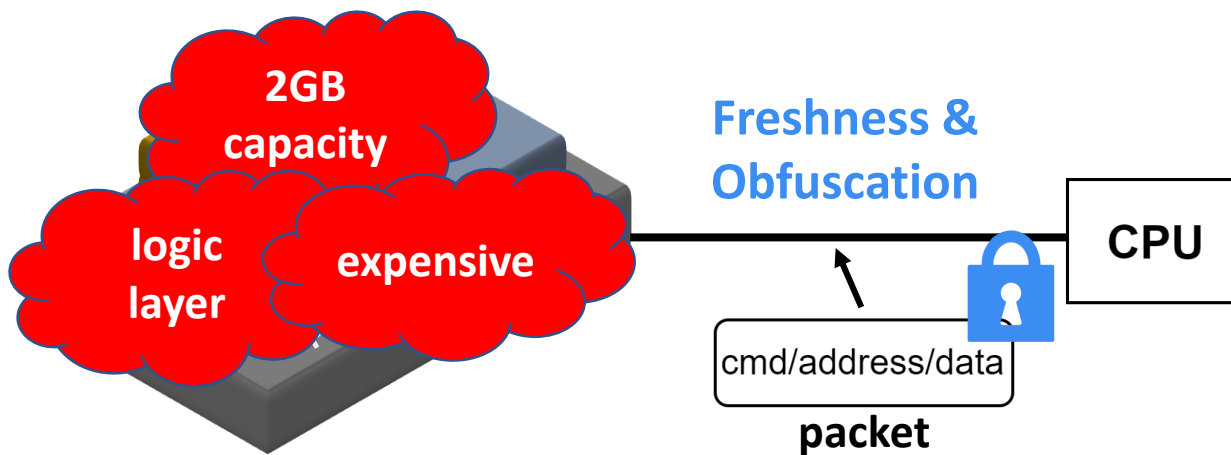 2GB
capacity
logic
layer
expensive
Freshness &
Obfuscation
CPU
cmd/address/data
packet